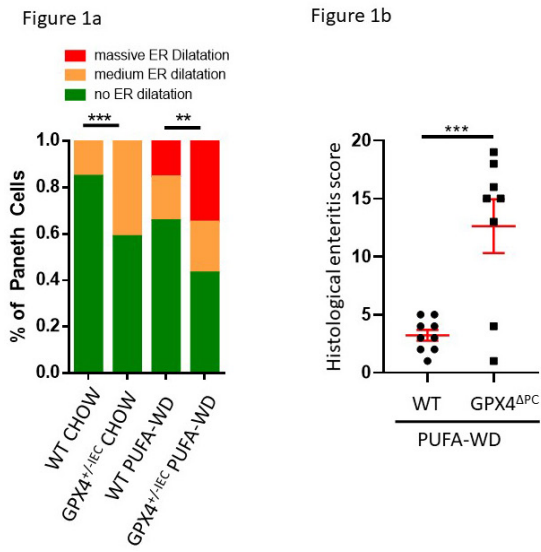 Figure 1a
massive ER Dilatation
medium ER dilatation
no ER dilatation
***
**
% of Paneth Cells
1.0
0.8
0.6
0.4
0.2
0.0
WT CHOW
GPX4+/-IEC CHOW
WT PUFA-WD
GPX4+/-IEC PUFA-WD
Figure 1b
***
Histological enteritis score
20
15
10
5
0
WT
GPX4ΔPC
PUFA-WD